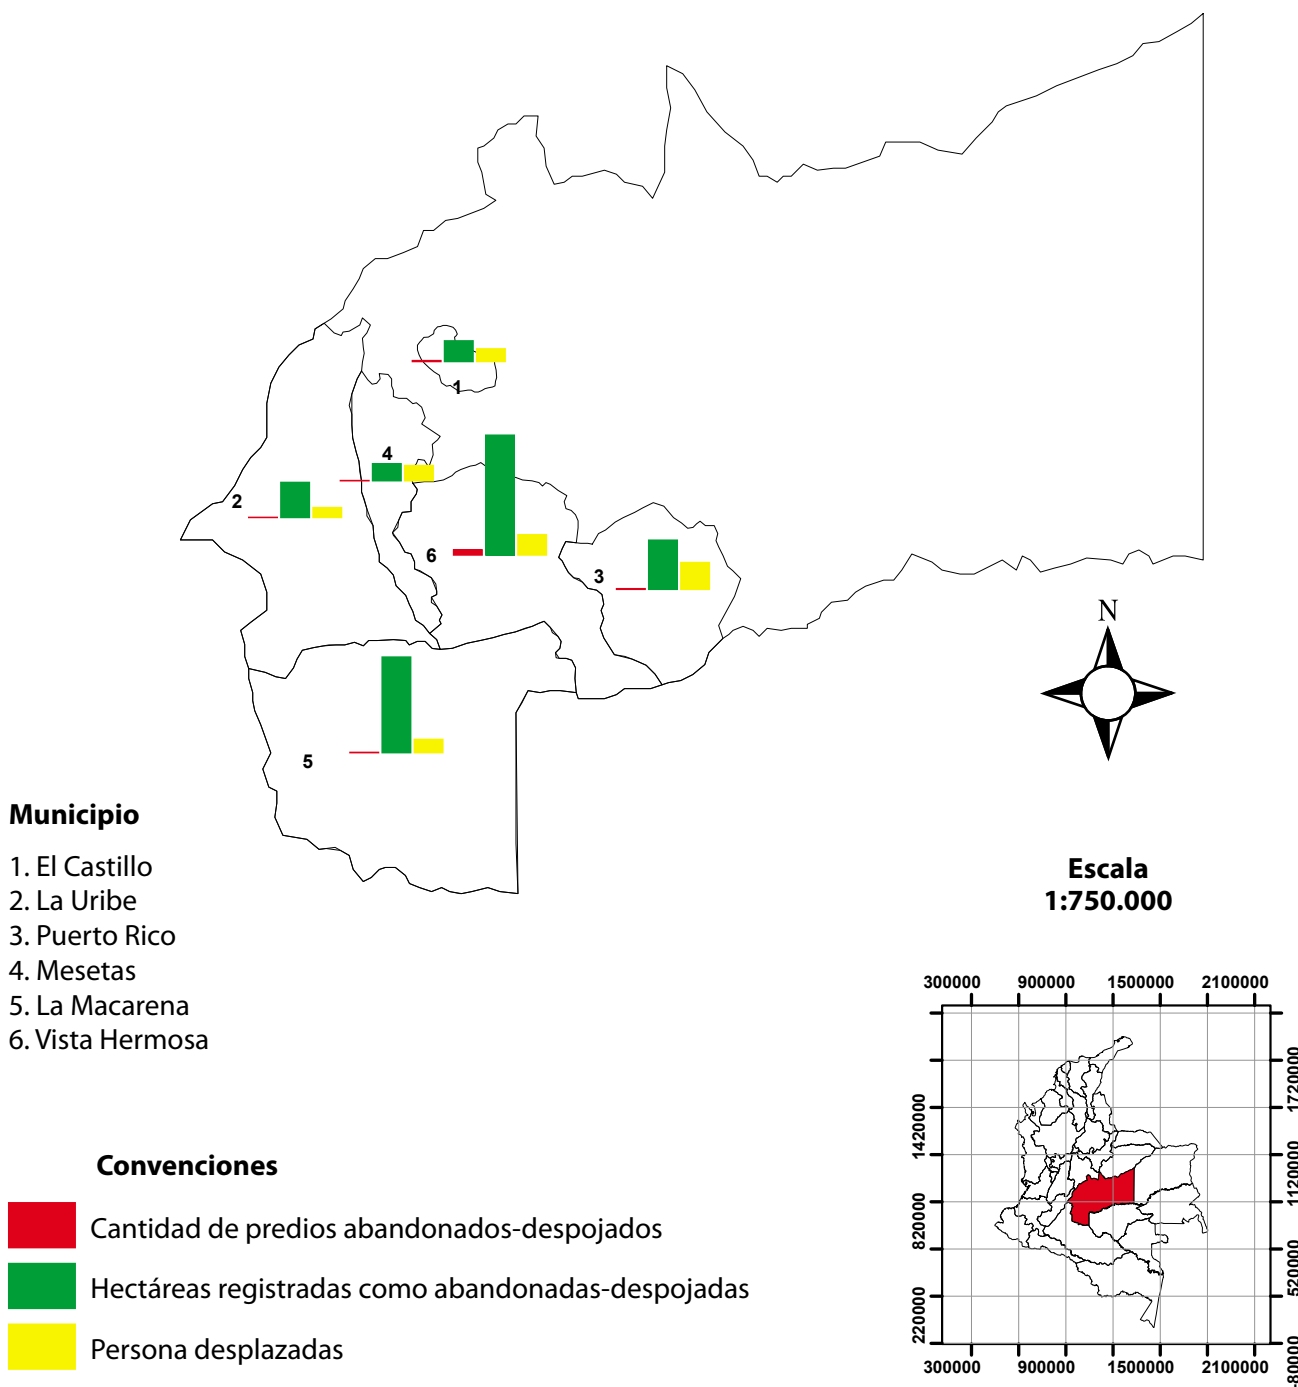 1
4
2
6
3
5
N
Municipio
1. El Castillo
2. La Uribe
3. Puerto Rico
4. Mesetas
5. La Macarena
6. Vista Hermosa
Escala
1:750.000
Convenciones
Cantidad de predios abandonados-despojados
Hectáreas registradas como abandonadas-despojadas
Persona desplazadas
300000 900000 1500000 2100000
1420000
820000
220000
1720000
1120000
520000
-80000
300000 900000 1500000 2100000